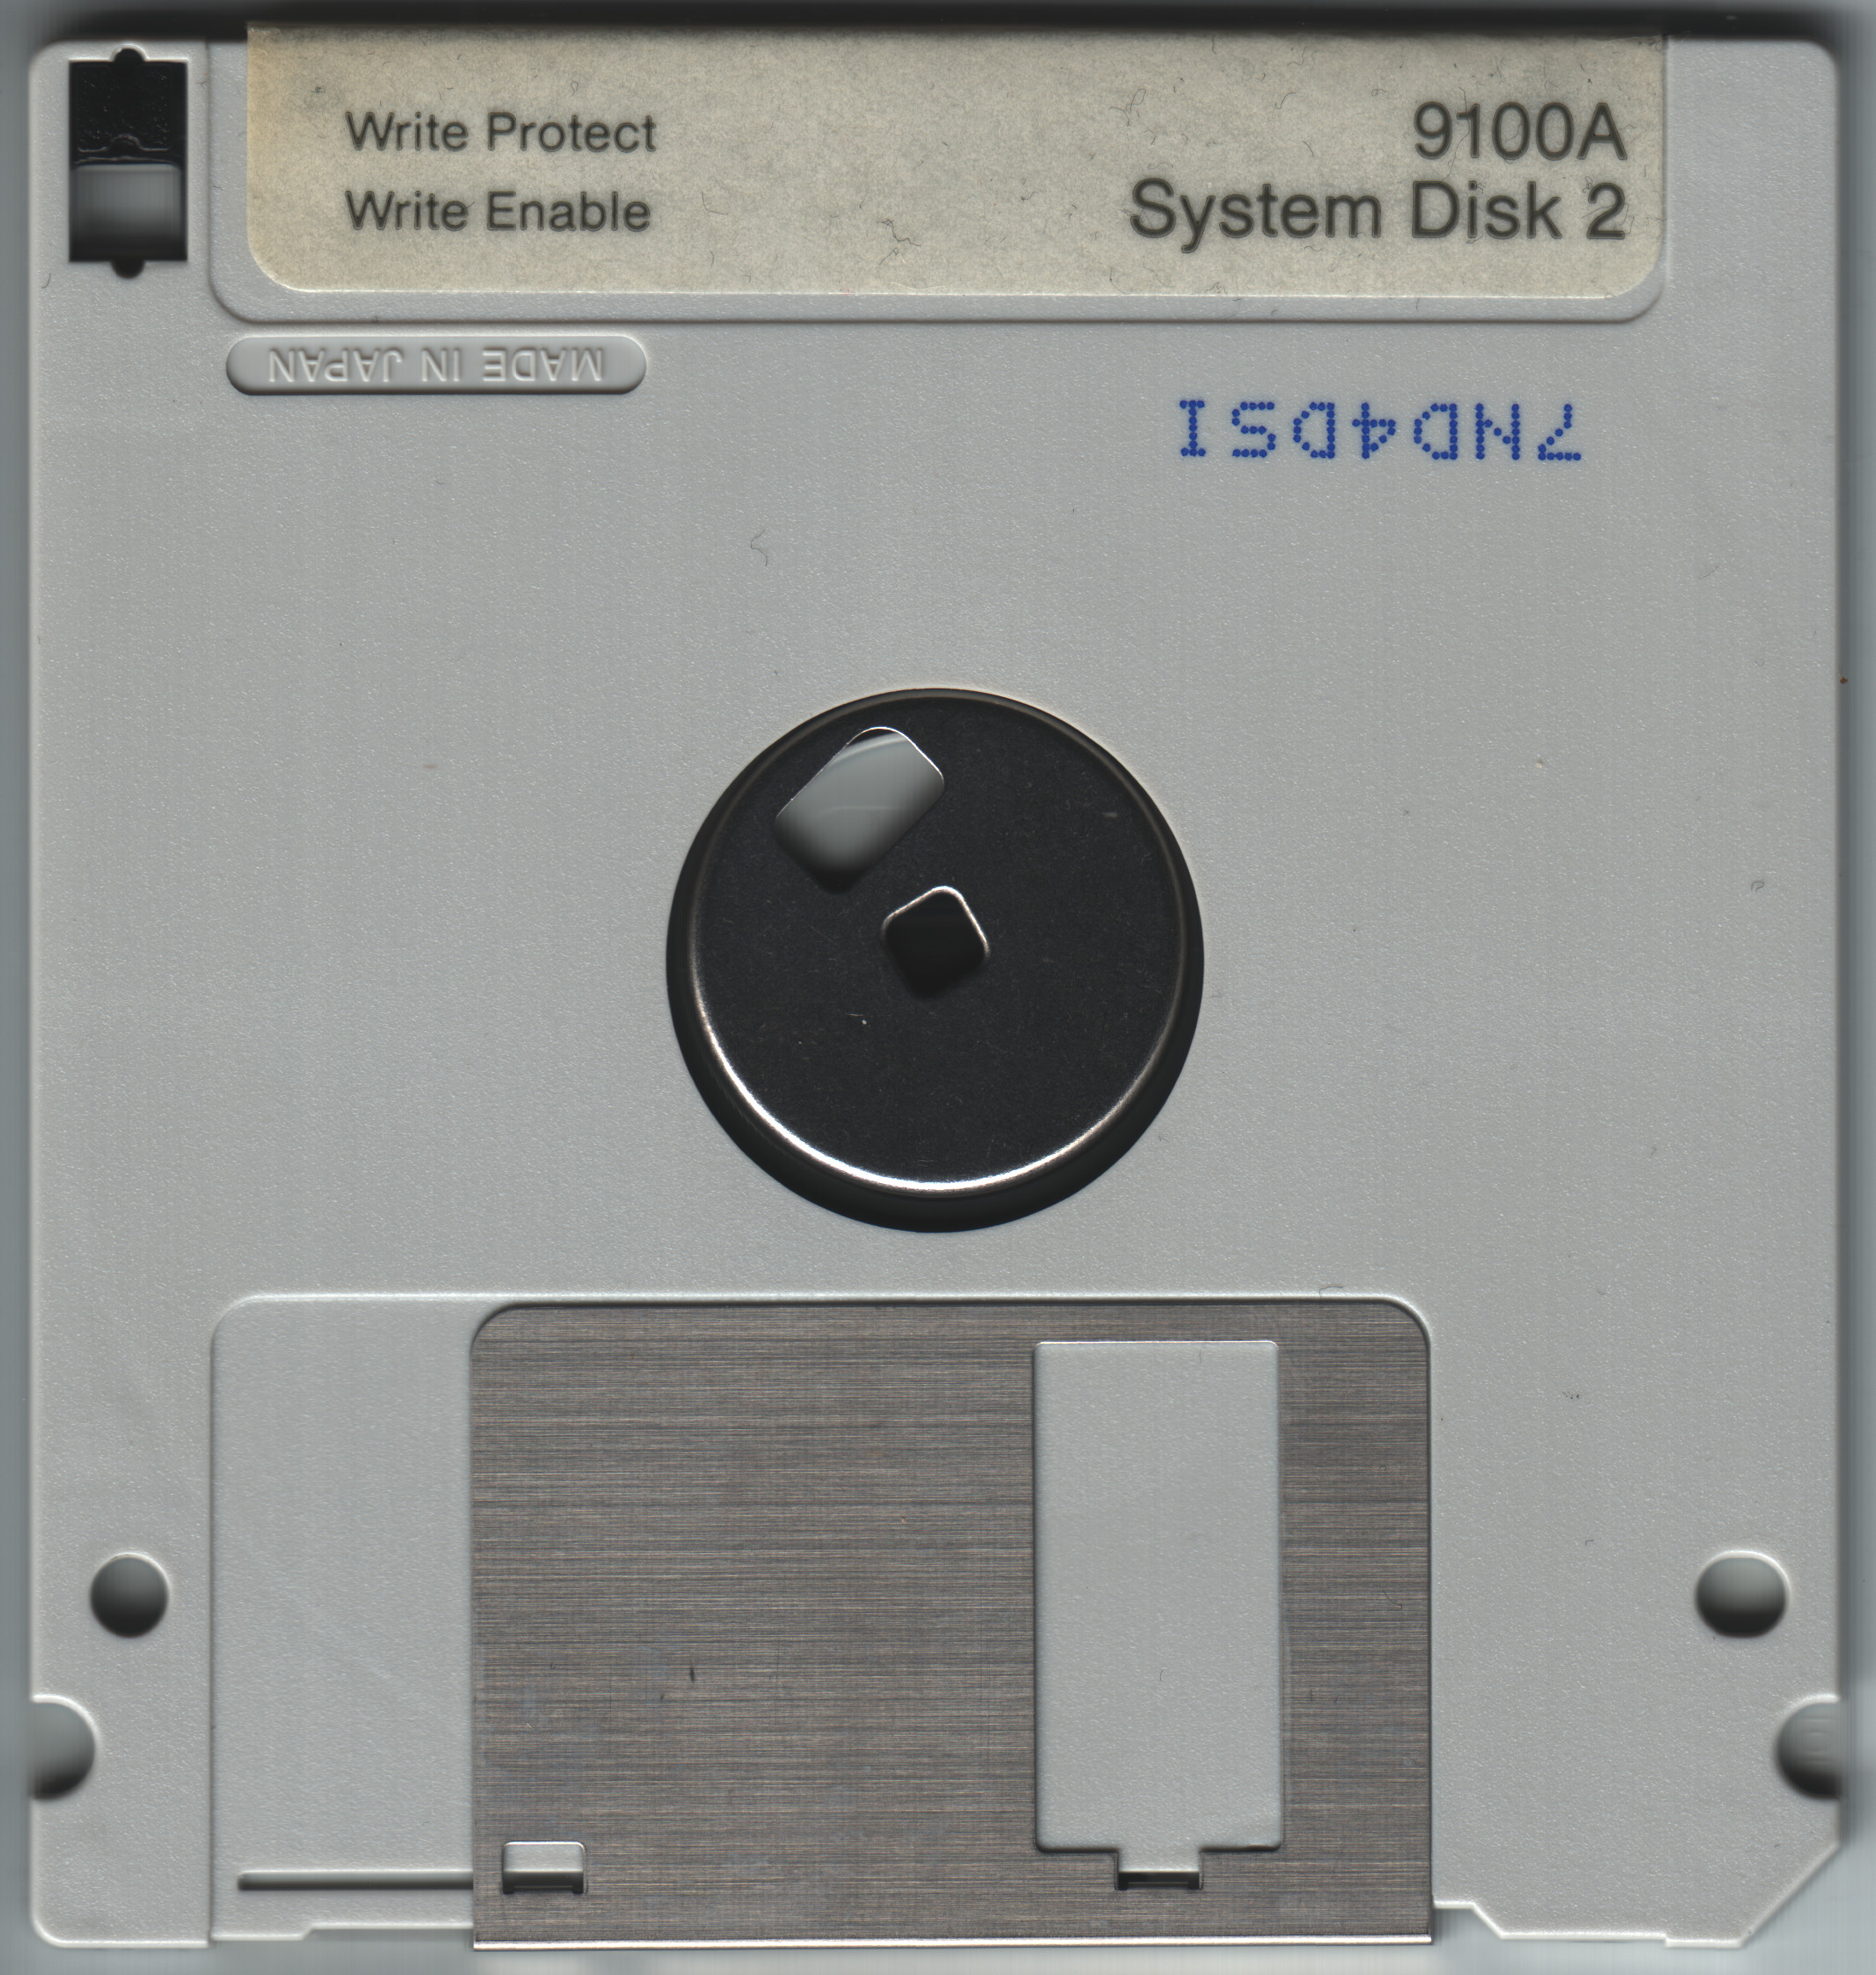 Write Protect
Write Enable
9100A
System Disk 2
MADE IN JAPAN
7ND4DSI